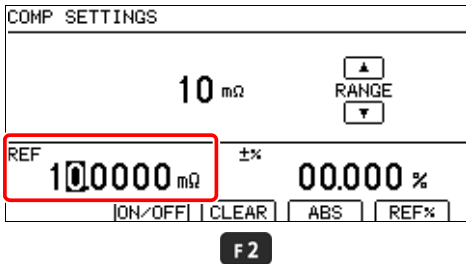 COMP SETTINGS
10 mΩ
▲
RANGE
▼
REF
10.0000 mΩ
±%
00.000 %
ON/OFF CLEAR ABS REF%
F2